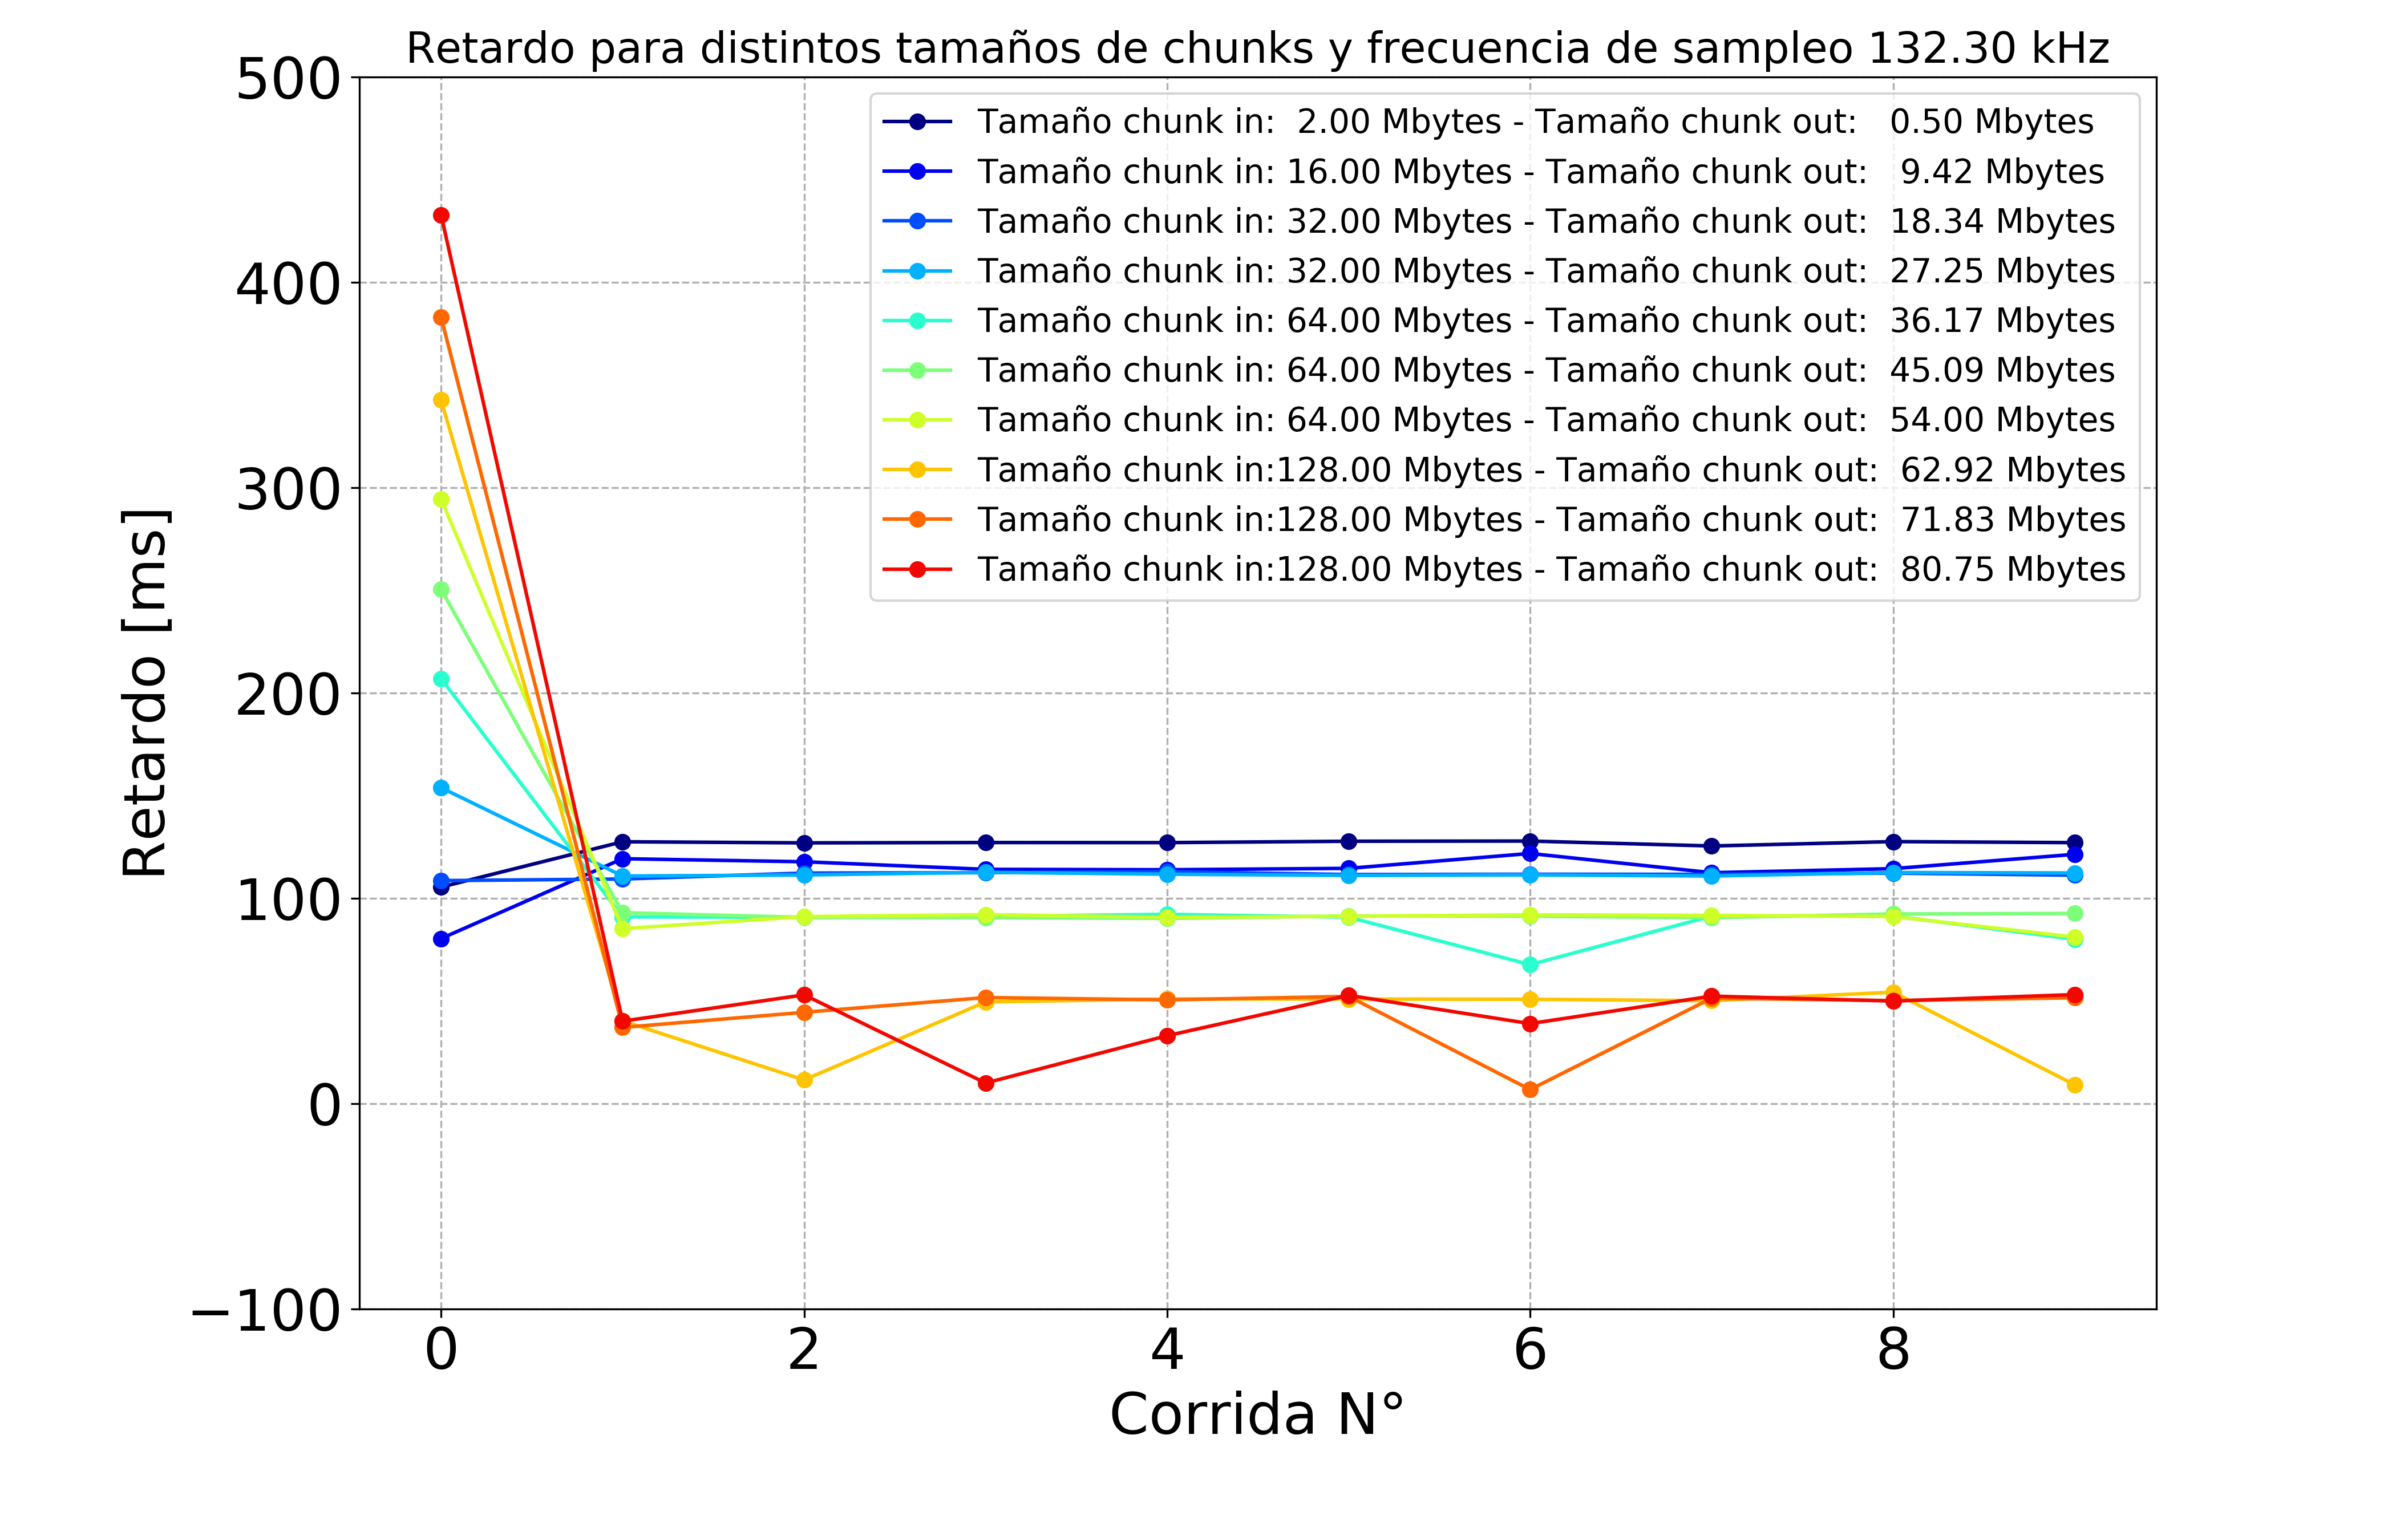 Retardo para distintos tamaños de chunks y frecuencia de sampleo 132.30 kHz
500
400
300
200
100
0
−100
Retardo [ms]
Tamaño chunk in:  2.00 Mbytes - Tamaño chunk out:   0.50 Mbytes
Tamaño chunk in: 16.00 Mbytes - Tamaño chunk out:   9.42 Mbytes
Tamaño chunk in: 32.00 Mbytes - Tamaño chunk out:  18.34 Mbytes
Tamaño chunk in: 32.00 Mbytes - Tamaño chunk out:  27.25 Mbytes
Tamaño chunk in: 64.00 Mbytes - Tamaño chunk out:  36.17 Mbytes
Tamaño chunk in: 64.00 Mbytes - Tamaño chunk out:  45.09 Mbytes
Tamaño chunk in: 64.00 Mbytes - Tamaño chunk out:  54.00 Mbytes
Tamaño chunk in:128.00 Mbytes - Tamaño chunk out:  62.92 Mbytes
Tamaño chunk in:128.00 Mbytes - Tamaño chunk out:  71.83 Mbytes
Tamaño chunk in:128.00 Mbytes - Tamaño chunk out:  80.75 Mbytes
0 2 4 6 8
Corrida N°